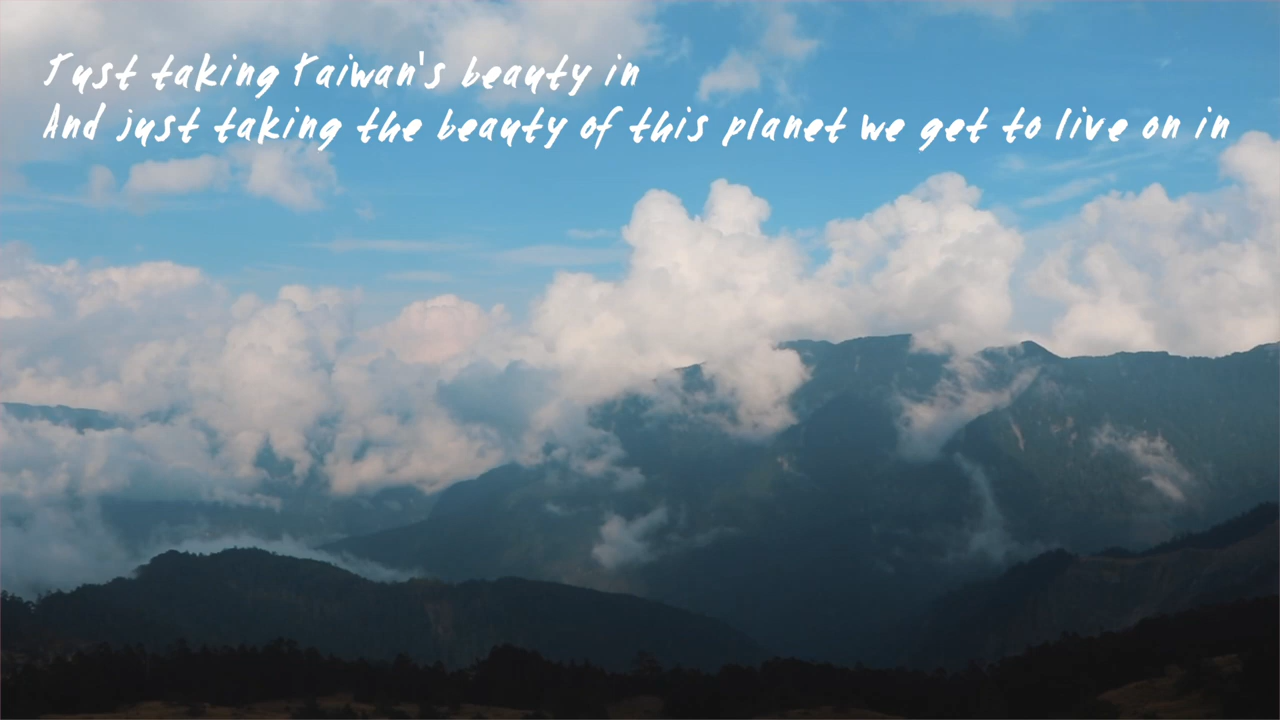 Just taking Taiwan's beauty in
And just taking the beauty of this planet we get to live on in